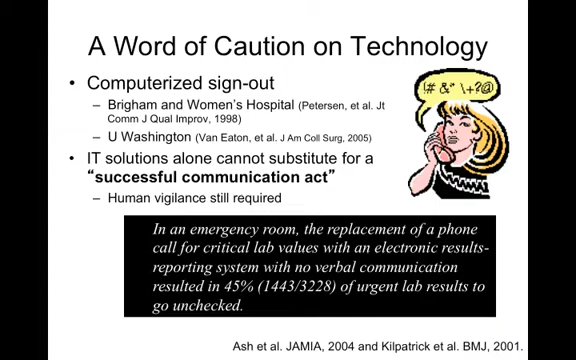 A Word of Caution on Technology
!# &* \+?@
• Computerized sign-out
– Brigham and Women's Hospital (Petersen, et al. Jt
Comm J Qual Improv, 1998)
– U Washington (Van Eaton, et al. J Am Coll Surg, 2005)
• IT solutions alone cannot substitute for a
“successful communication act”
– Human vigilance still required
In an emergency room, the replacement of a phone
call for critical lab values with an electronic results-
reporting system with no verbal communication
resulted in 45% (1443/3228) of urgent lab results to
go unchecked.
Ash et al. JAMIA, 2004 and Kilpatrick et al. BMJ, 2001.